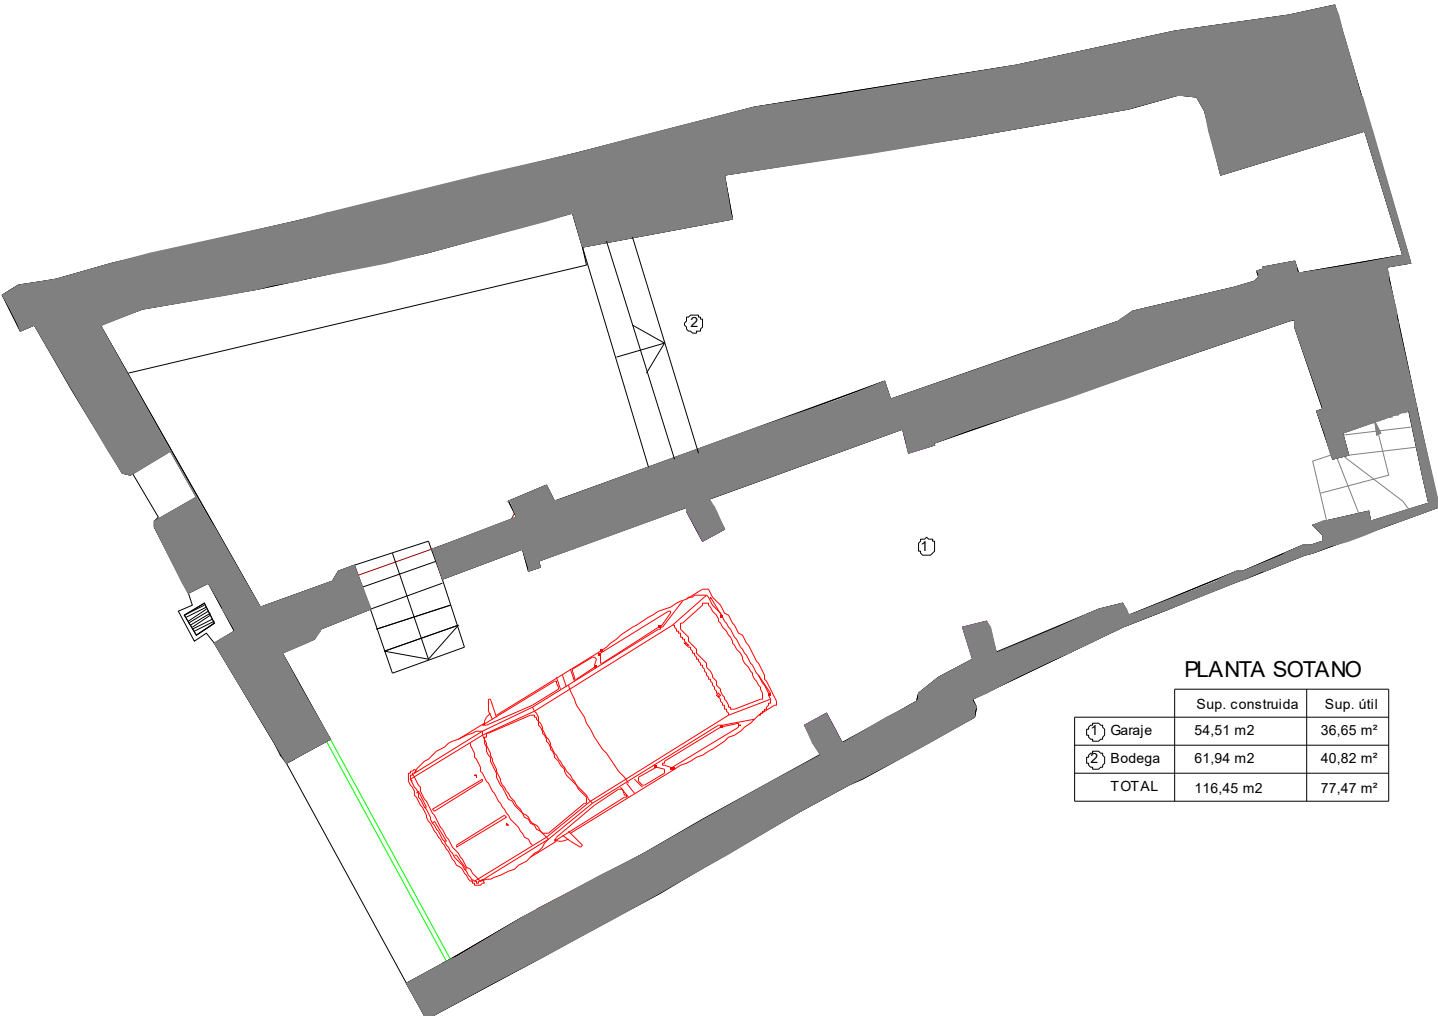 2
1
PLANTA SOTANO
Sup. construida Sup. útil
1 Garaje 54,51 m2 36,65 m²
2 Bodega 61,94 m2 40,82 m²
TOTAL 116,45 m2 77,47 m²